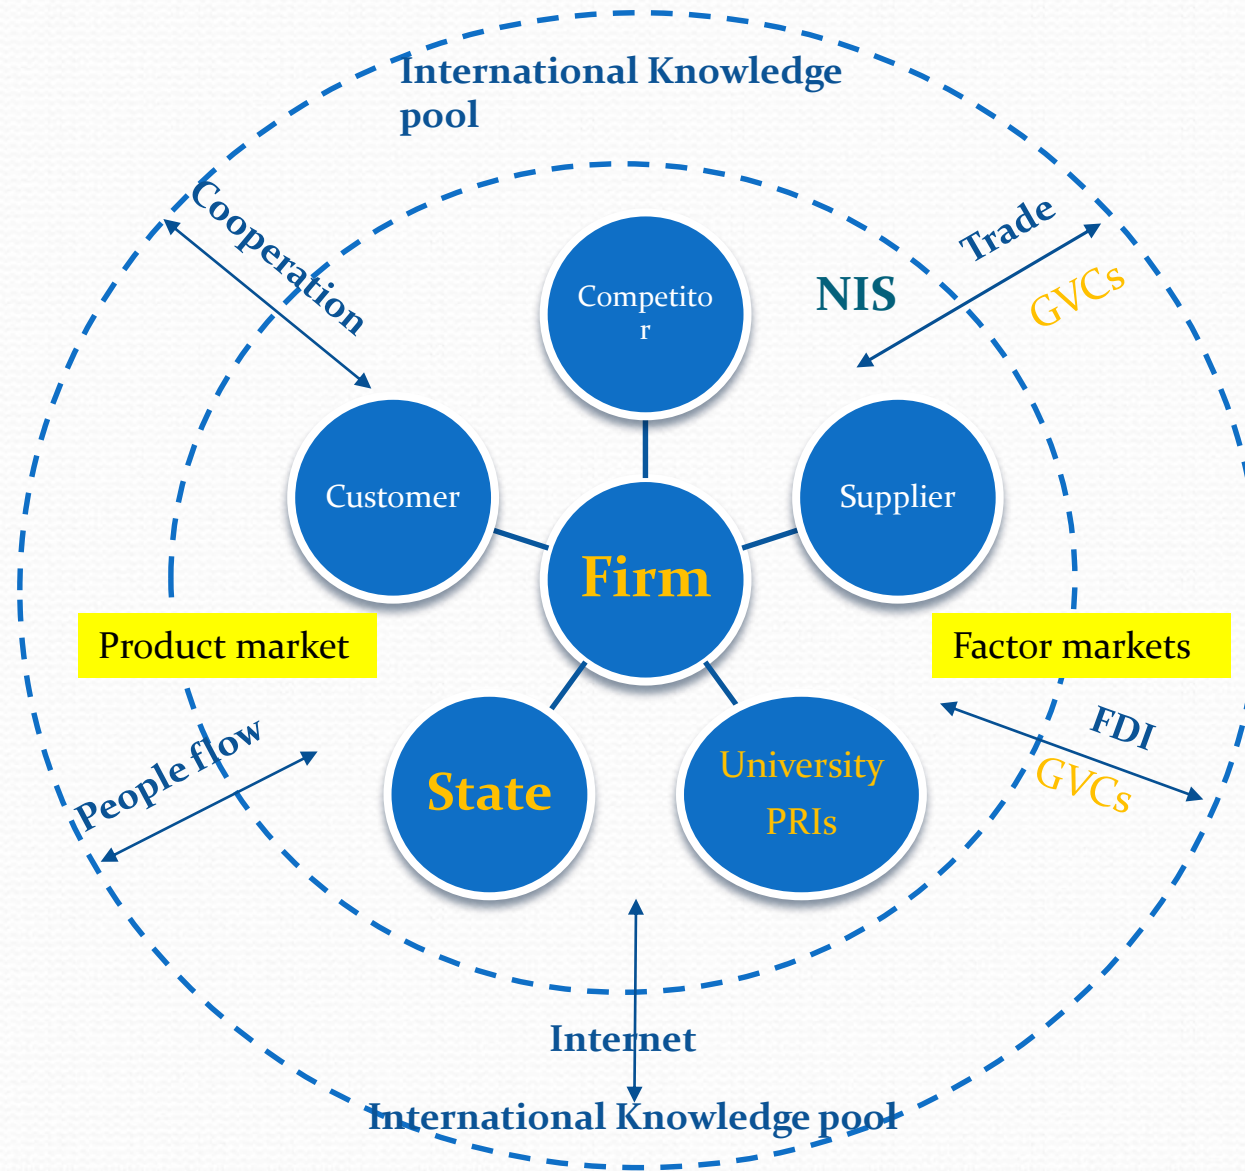 International Knowledge
pool
Cooperation
Trade
GVCs
NIS
Competito
r
Customer
Supplier
Firm
Product market
Factor markets
People flow
State
University
PRIs
FDI
GVCs
Internet
International Knowledge pool